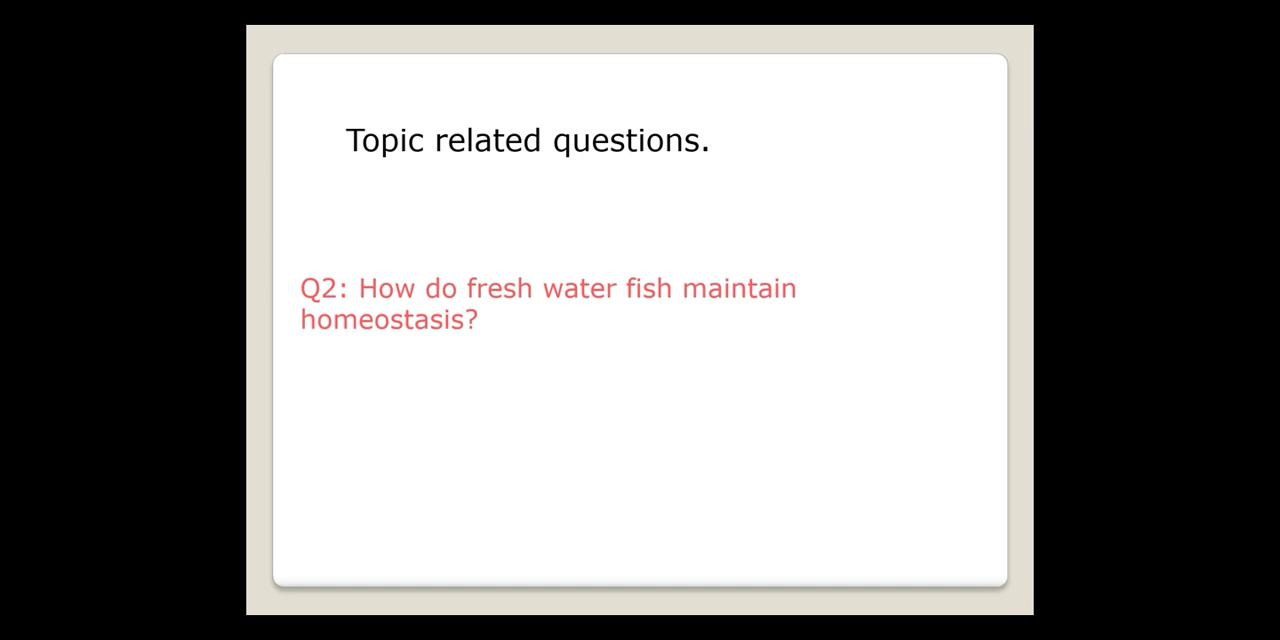 Topic related questions.
Q2: How do fresh water fish maintain
homeostasis?